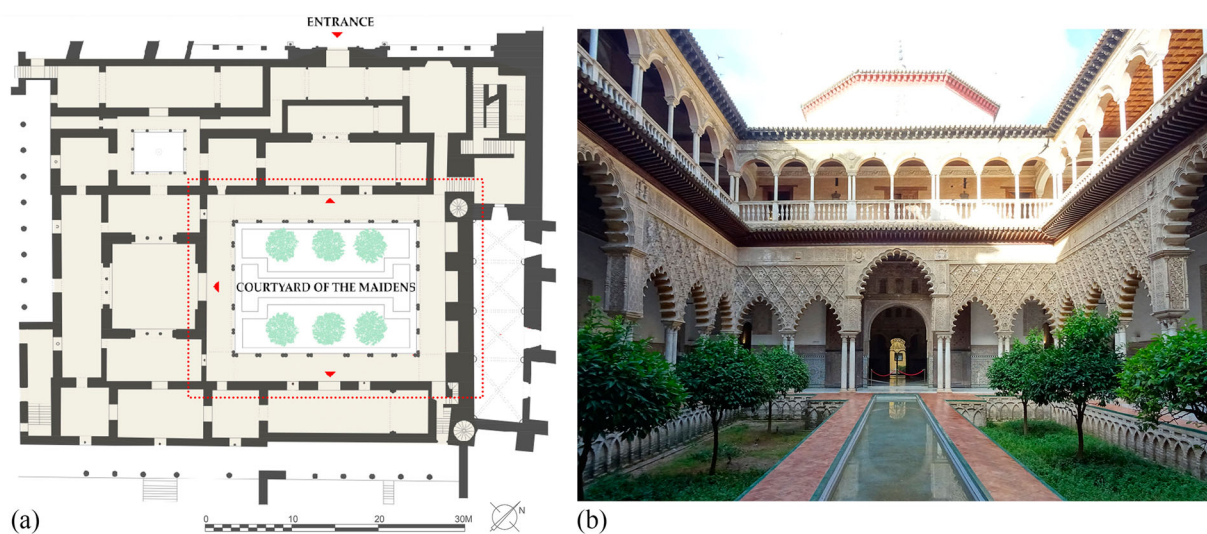 ENTRANCE
COURTYARD OF THE MAIDENS
0 10 20 30M
N
(a)
(b)